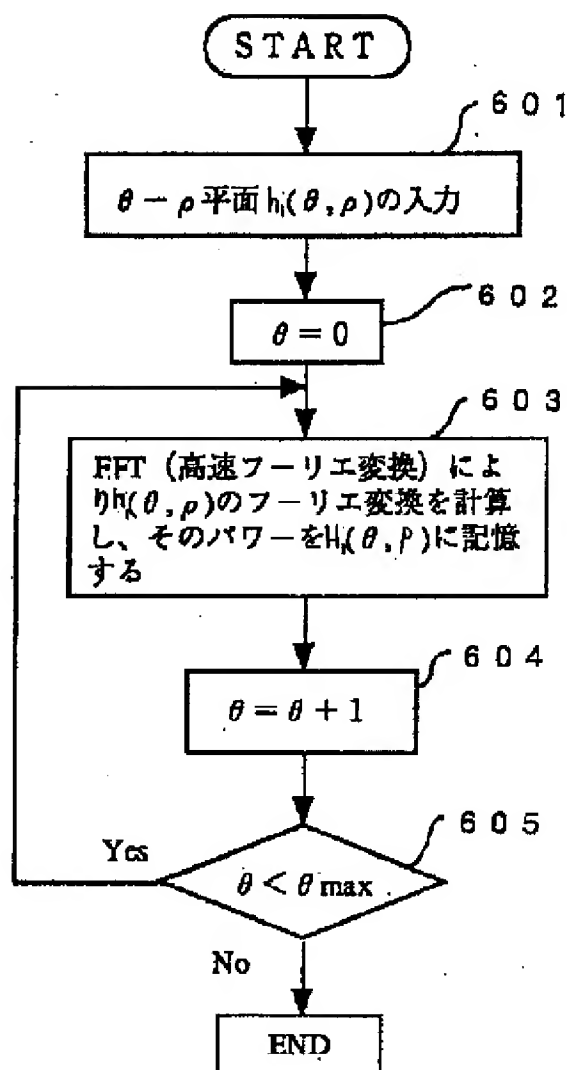 START
601
θ－ρ平面hᵢ(θ,ρ)の入力
602
θ＝0
603
FFT（高速フーリエ変換）によ
りhᵢ(θ,ρ)のフーリエ変換を計算
し、そのパワーをHᵢ(θ,P)に記憶
する
604
θ＝θ＋1
605
Yes
θ＜θmax
No
END